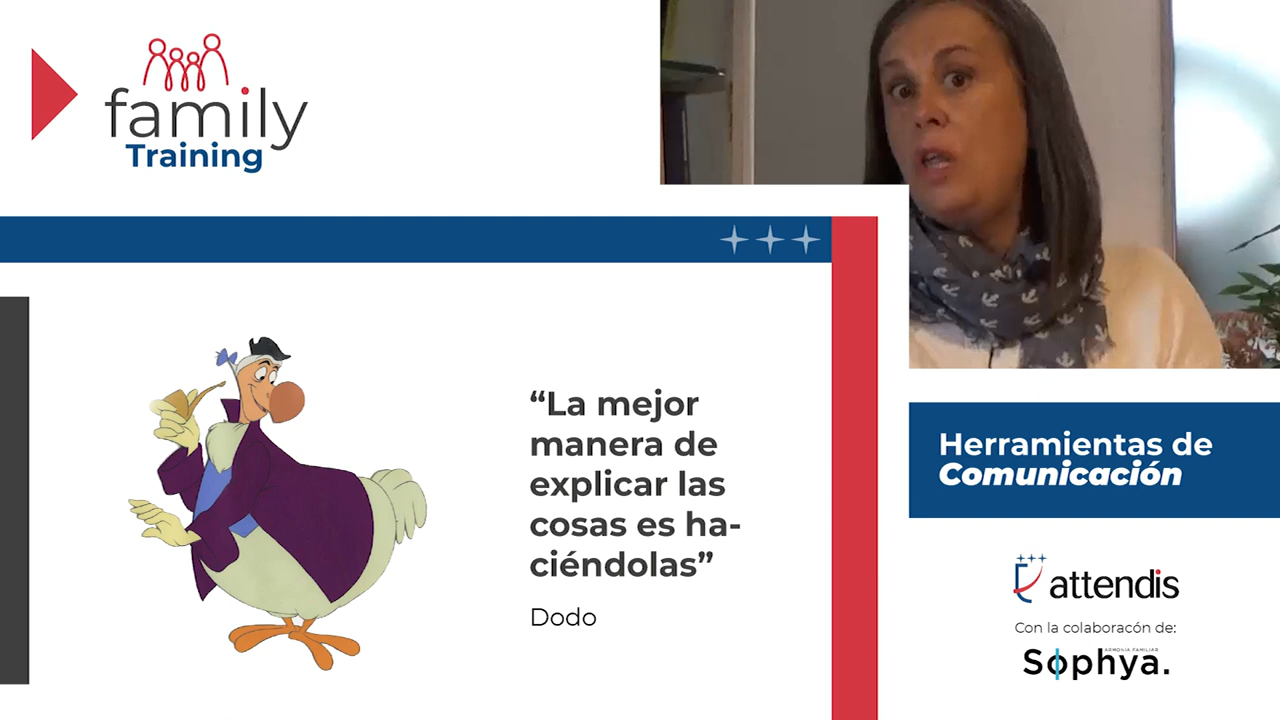 family
Training
“La mejor
manera de
explicar las
cosas es ha-
ciéndolas”
Dodo
Herramientas de
Comunicación
attendis
Con la colaboracón de:
ARMONÍA FAMILIAR
Sophya.